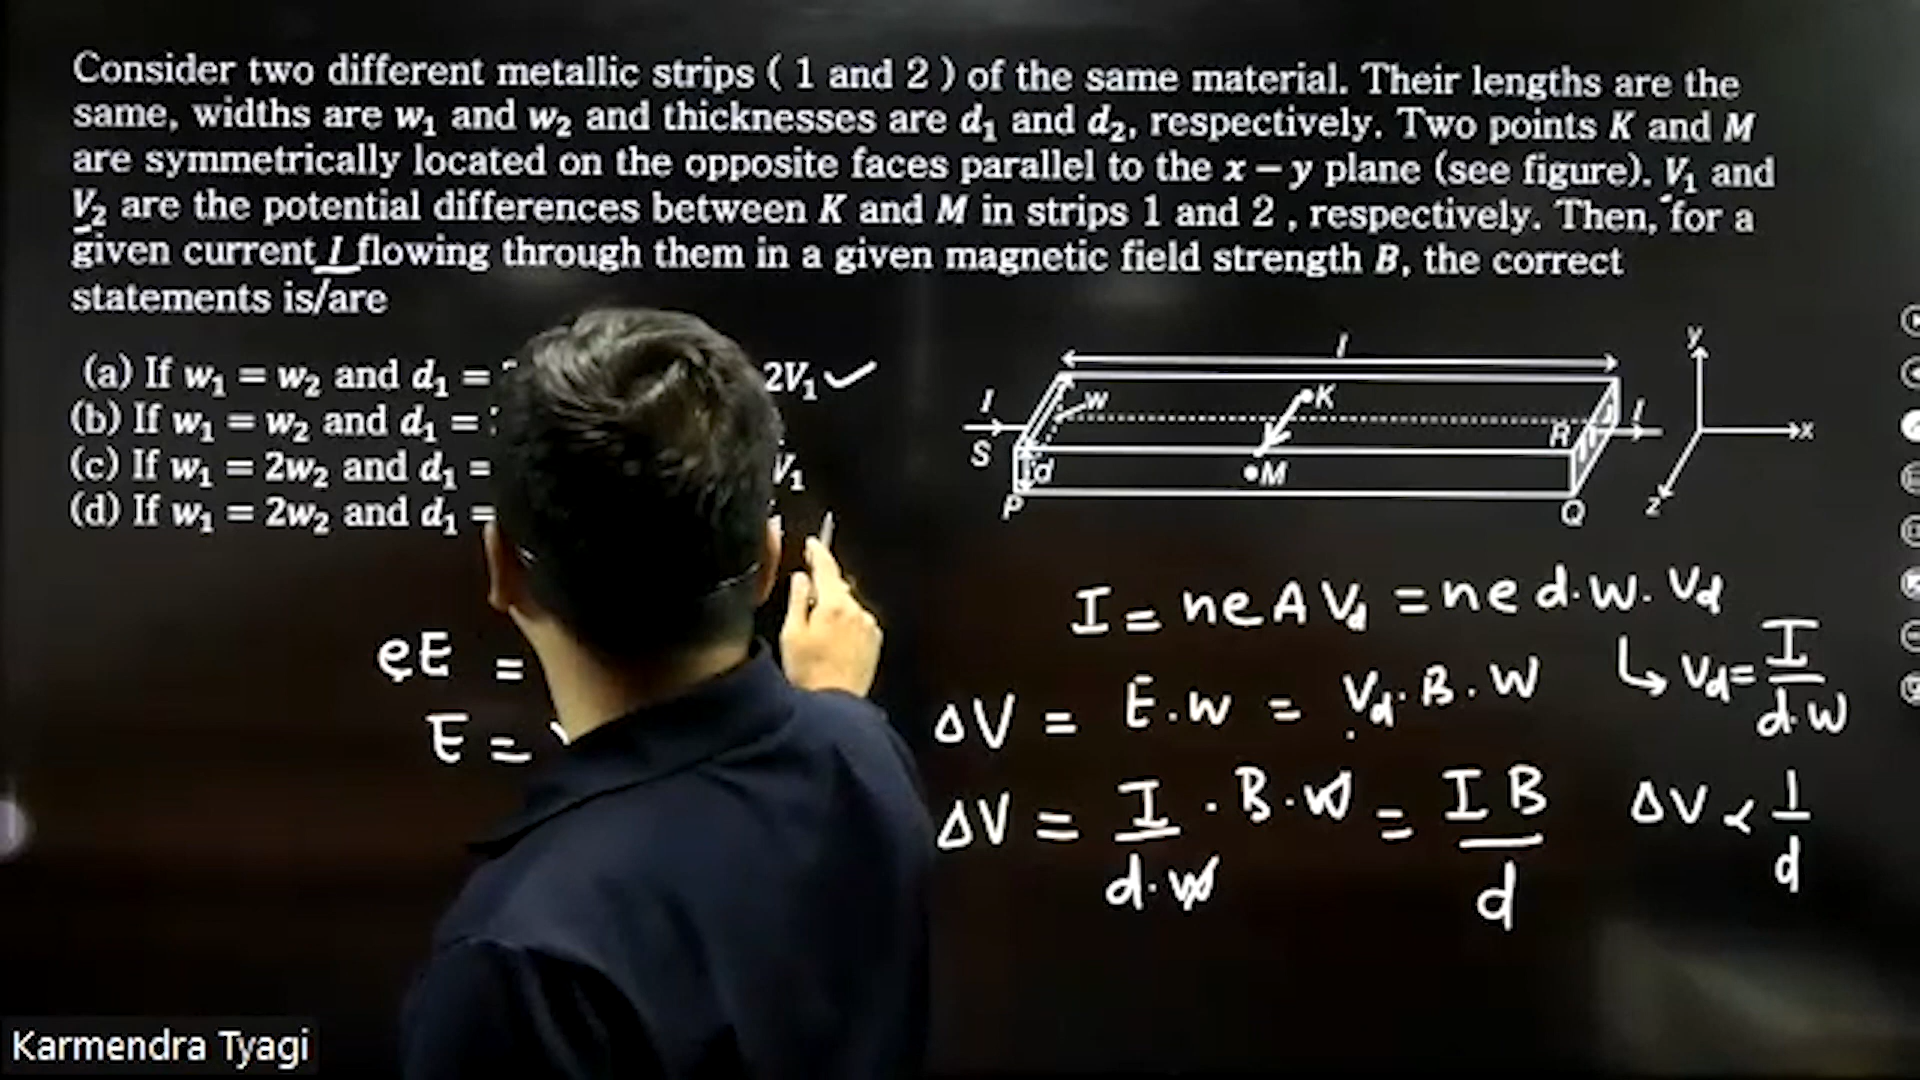 Consider two different metallic strips ( 1 and 2 ) of the same material. Their lengths are the
same, widths are w₁ and w₂ and thicknesses are d₁ and d₂, respectively. Two points K and M
are symmetrically located on the opposite faces parallel to the x – y plane (see figure). V₁ and
V₂ are the potential differences between K and M in strips 1 and 2 , respectively. Then, for a
given current I flowing through them in a given magnetic field strength B, the correct
statements is/are
(a) If w₁ = w₂ and d₁ = 2V₁ ✓
(b) If w₁ = w₂ and d₁ =
(c) If w₁ = 2w₂ and d₁ = V₁
(d) If w₁ = 2w₂ and d₁ =
l
y
I
w
K
I
x
S
R
d
M
P
Q
z
I = neAVd = ned.w.Vd
↳ Vd = I/d.w
eE =
ΔV = E.w = Vd.B.W
E =
ΔV = I/d.w . B.W = IB/d
ΔV ∝ 1/d
Karmendra Tyagi